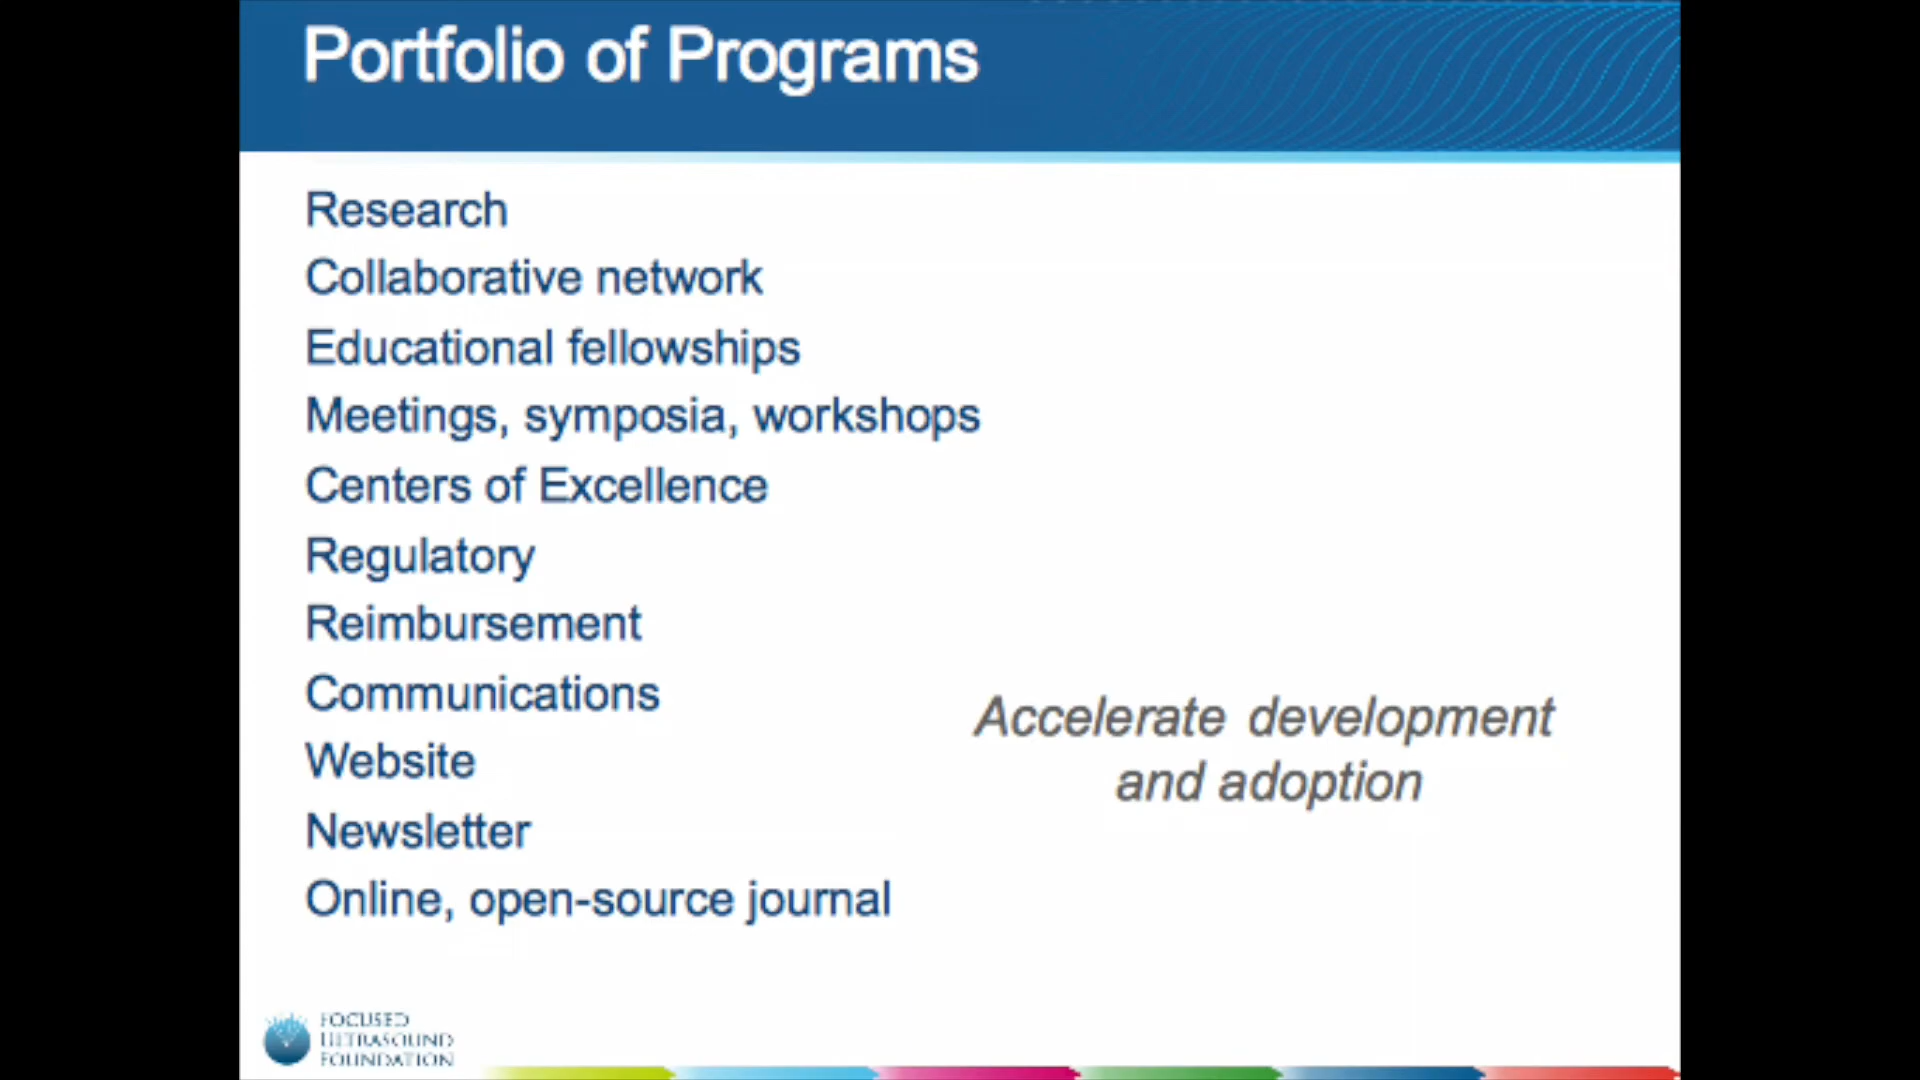 Portfolio of Programs
Research
Collaborative network
Educational fellowships
Meetings, symposia, workshops
Centers of Excellence
Regulatory
Reimbursement
Communications
Website
Newsletter
Online, open-source journal
Accelerate development
and adoption
FOCUSED
ULTRASOUND
FOUNDATION